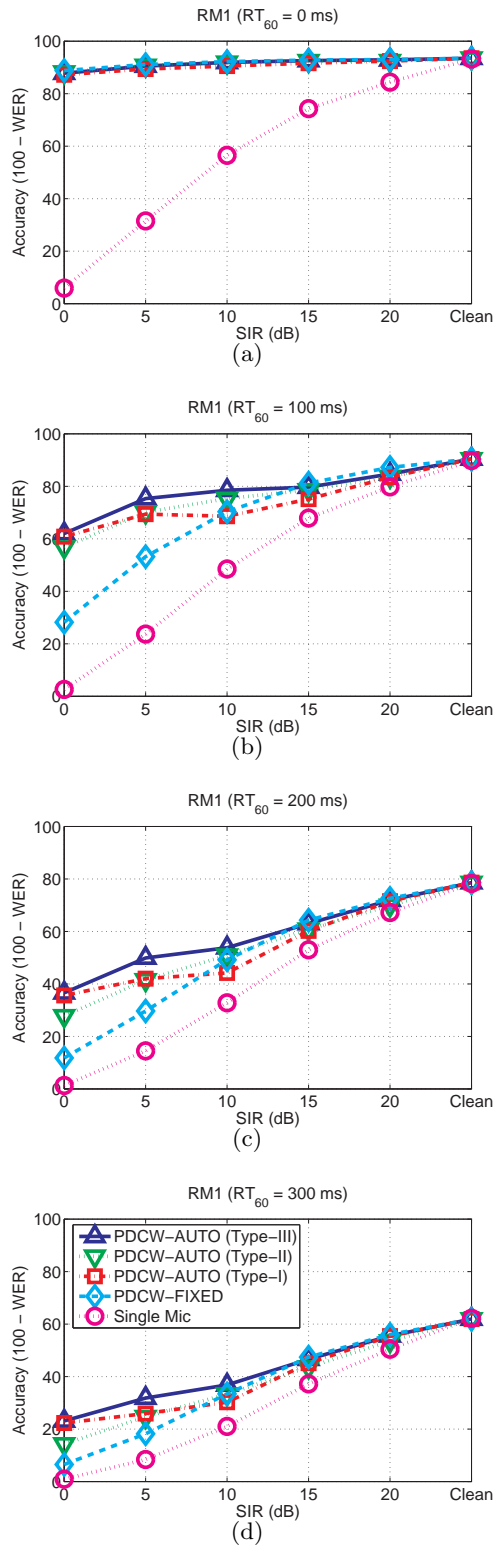 RM1 (RT60 = 0 ms)
100
80
60
40
20
0
Accuracy (100 − WER)
0 5 10 15 20 Clean
SIR (dB)
(a)
RM1 (RT60 = 100 ms)
100
80
60
40
20
0
Accuracy (100 − WER)
0 5 10 15 20 Clean
SIR (dB)
(b)
RM1 (RT60 = 200 ms)
100
80
60
40
20
0
Accuracy (100 − WER)
0 5 10 15 20 Clean
SIR (dB)
(c)
RM1 (RT60 = 300 ms)
100
80
60
40
20
0
Accuracy (100 − WER)
PDCW−AUTO (Type−III)
PDCW−AUTO (Type−II)
PDCW−AUTO (Type−I)
PDCW−FIXED
Single Mic
0 5 10 15 20 Clean
SIR (dB)
(d)